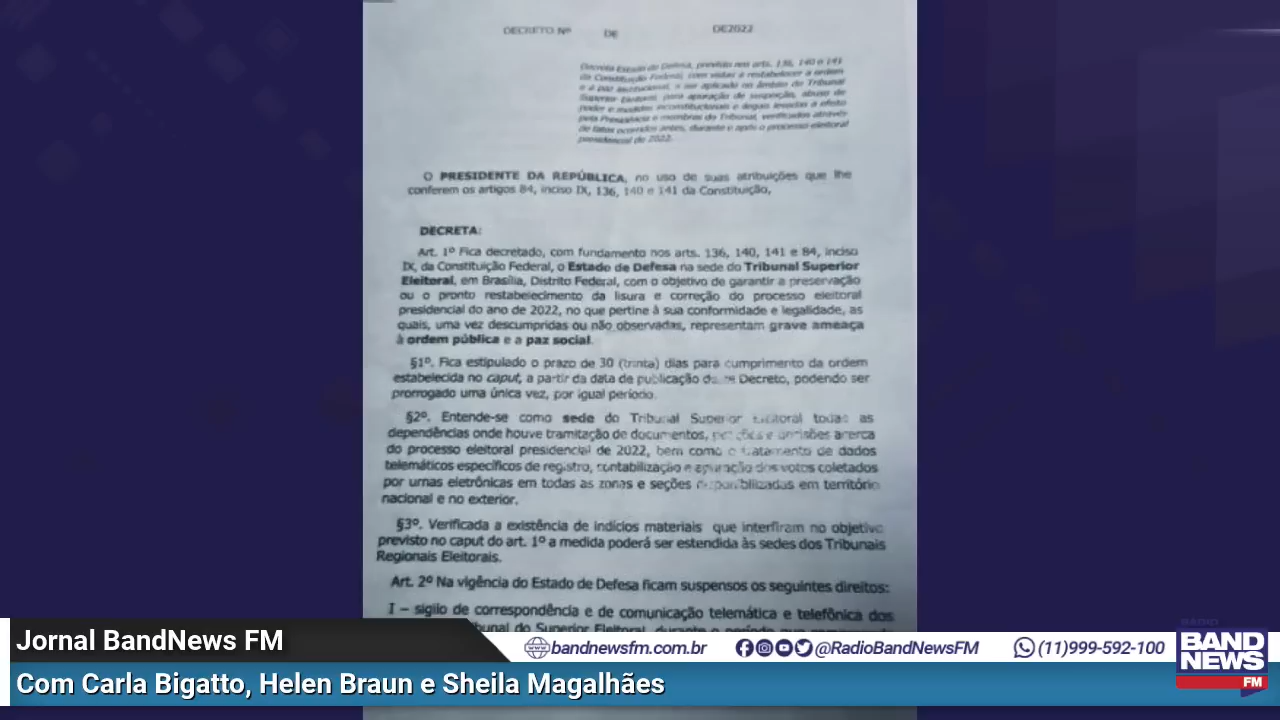 DECRETO Nº DE DE2022
Decreta Estado de Defesa, previsto nos arts. 136, 140 e 141
da Constituição Federal, com vistas a restabelecer a ordem
e a paz institucional, a ser aplicado no âmbito do Tribunal
Superior Eleitoral, para apuração de suspeição, abuso de
poder e medidas inconstitucionais e ilegais levadas a efeito
pela Presidência e membros do Tribunal, verificados através
de fatos ocorridos antes, durante e após o processo eleitoral
presidencial de 2022.
O PRESIDENTE DA REPÚBLICA, no uso de suas atribuições que lhe
conferem os artigos 84, inciso IX, 136, 140 e 141 da Constituição,
DECRETA:
Art. 1º Fica decretado, com fundamento nos arts. 136, 140, 141 e 84, inciso
IX, da Constituição Federal, o Estado de Defesa na sede do Tribunal Superior
Eleitoral, em Brasília, Distrito Federal, com o objetivo de garantir a preservação
ou o pronto restabelecimento da lisura e correção do processo eleitoral
presidencial do ano de 2022, no que pertine à sua conformidade e legalidade, as
quais, uma vez descumpridas ou não observadas, representam grave ameaça
à ordem pública e a paz social.
§1º. Fica estipulado o prazo de 30 (trinta) dias para cumprimento da ordem
estabelecida no caput, a partir da data de publicação Decreto, podendo ser
prorrogado uma única vez, por igual período.
§2º. Entende-se como sede do Tribunal Superior Eleitoral todas as
dependências onde houve tramitação de documentos, petições e decisões acerca
do processo eleitoral presidencial de 2022, bem como o tratamento de dados
telemáticos específicos de registro, contabilização e apuração dos votos coletados
por urnas eletrônicas em todas as zonas e seções disponibilizadas em território
nacional e no exterior.
§3º. Verificada a existência de indícios materiais que interfiram no objetivo
previsto no caput do art. 1º a medida poderá ser estendida às sedes dos Tribunais
Regionais Eleitorais.
Art. 2º Na vigência do Estado de Defesa ficam suspensos os seguintes direitos:
I – sigilo de correspondência e de comunicação telemática e telefônica dos
do Superior Eleitoral, durante o período que
Jornal BandNews FM
Com Carla Bigatto, Helen Braun e Sheila Magalhães
bandnewsfm.com.br @RadioBandNewsFM (11)999-592-100
RÁDIO
BAND
NEWS
FM